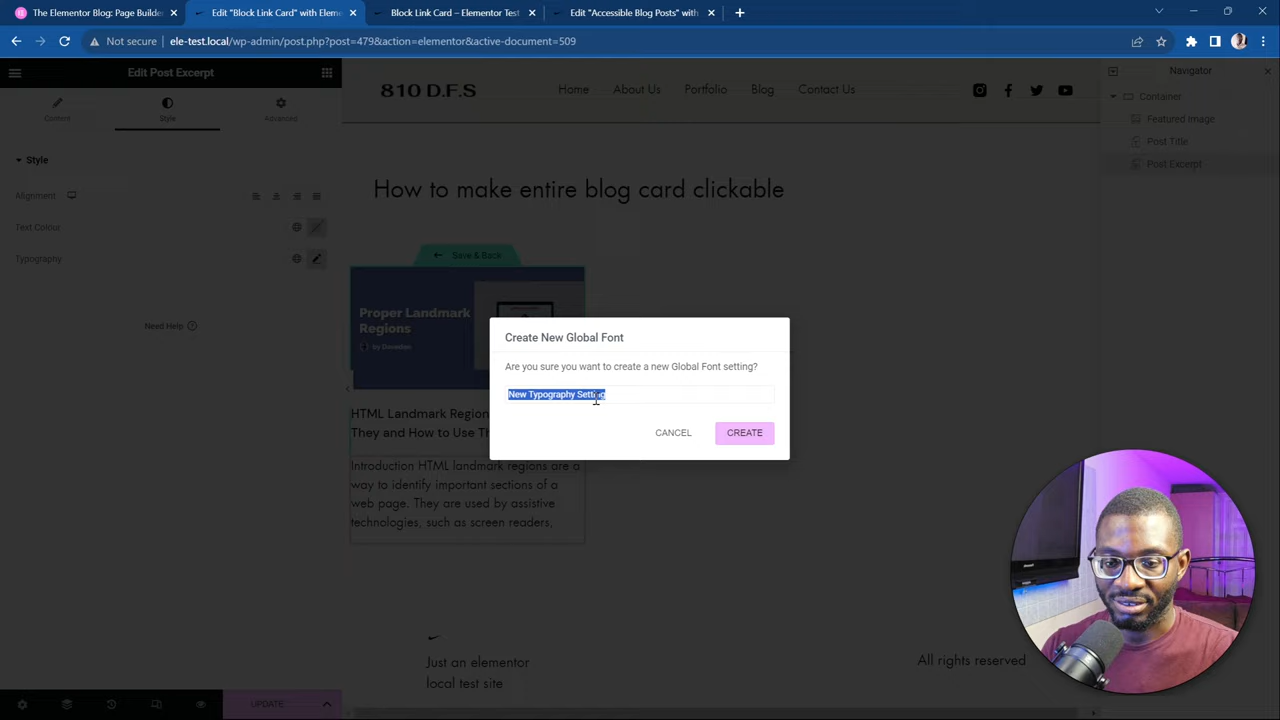 The Elementor Blog: Page Builde
Edit "Block Link Card" with Eleme
Block Link Card – Elementor Test
Edit "Accessible Blog Posts" with
Not secure
ele-test.local/wp-admin/post.php?post=479&action=elementor&active-document=509
Edit Post Excerpt
Content
Style
Advanced
Style
Alignment
Text Colour
Typography
Need Help
UPDATE
810 D.F.S
Home
About Us
Portfolio
Blog
Contact Us
How to make entire blog card clickable
Save & Back
Proper Landmark
Regions
by Davedan
HTML Landmark Region
They and How to Use Th
Introduction HTML landmark regions are a
way to identify important sections of a
web page. They are used by assistive
technologies, such as screen readers,
Create New Global Font
Are you sure you want to create a new Global Font setting?
New Typography Setting
CANCEL
CREATE
Just an elementor
local test site
All rights reserved
Navigator
Container
Featured Image
Post Title
Post Excerpt